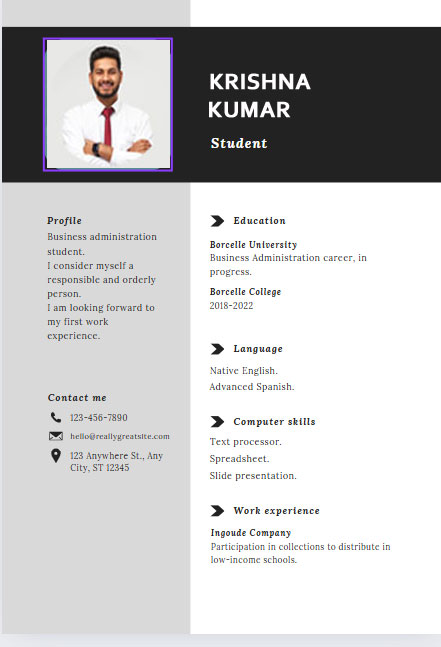 KRISHNA
KUMAR
Student
Profile
Business administration
student.
I consider myself a
responsible and orderly
person.
I am looking forward to
my first work
experience.
Contact me
123-456-7890
hello@reallygreatsite.com
123 Anywhere St., Any
City, ST 12345
Education
Borcelle University
Business Administration career, in
progress.
Borcelle College
2018-2022
Language
Native English.
Advanced Spanish.
Computer skills
Text processor.
Spreadsheet.
Slide presentation.
Work experience
Ingoude Company
Participation in collections to distribute in
low-income schools.